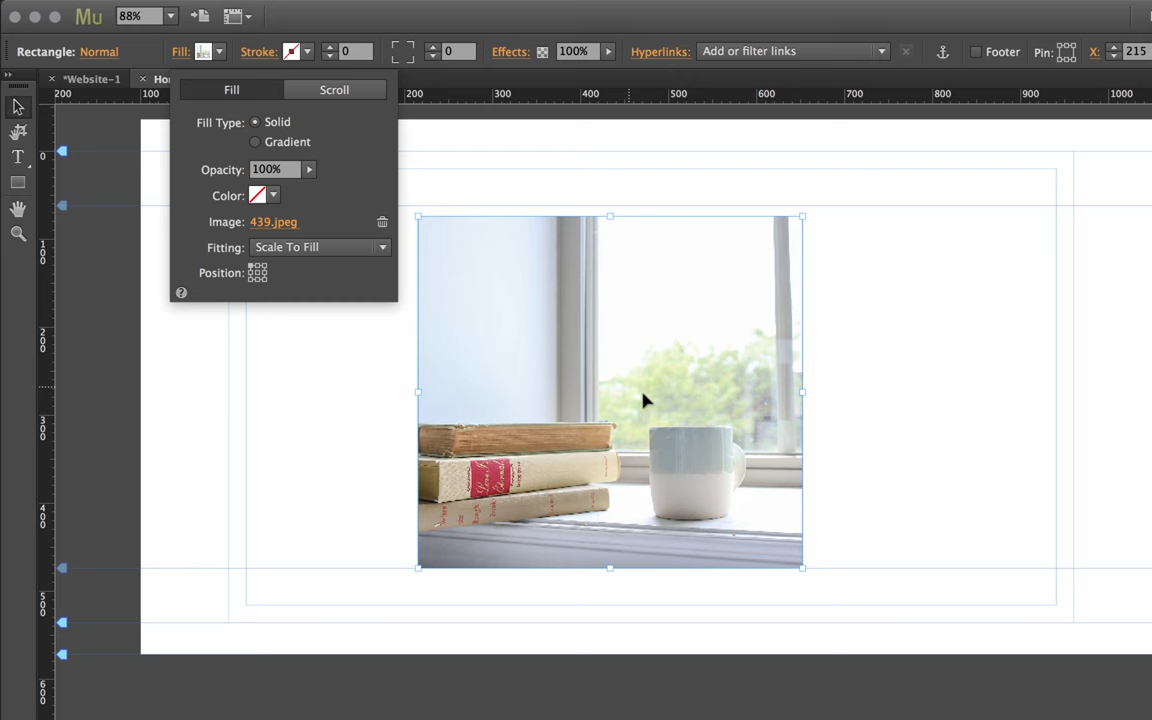 Mu 88%
Rectangle: Normal Fill: Stroke: 0 0 Effects: 100% Hyperlinks: Add or filter links Footer Pin: X: 215
*Website-1 Hor
200 100 200 300 400 500 600 700 800 900 1000
Fill Scroll
Fill Type: Solid
Gradient
Opacity: 100%
Color:
Image: 439.jpeg
Fitting: Scale To Fill
Position:
?
0
100
200
300
400
500
600